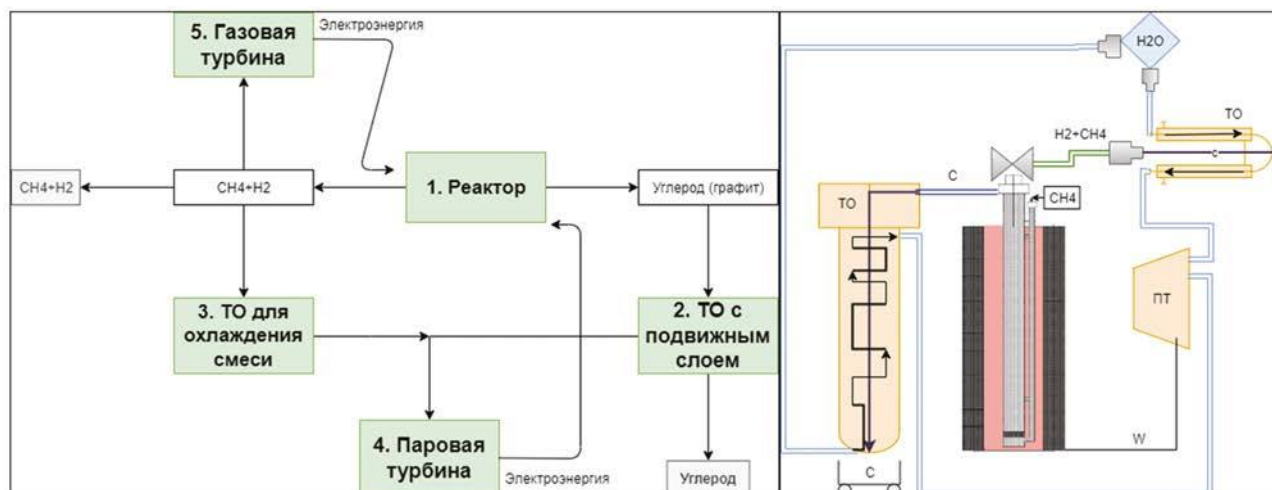 5. Газовая
турбина
Электроэнергия
CH4+H2
CH4+H2
1. Реактор
Углерод (графит)
3. ТО для
охлаждения
смеси
2. ТО с
подвижным
слоем
4. Паровая
турбина
Электроэнергия
Углерод
H2O
ТО
H2+CH4
c
C
ТО
CH4
ПТ
W
C